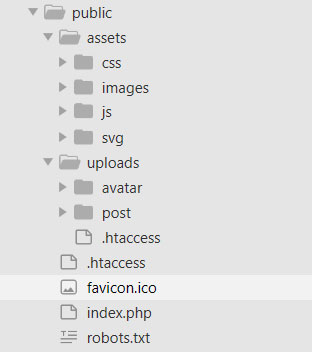 public
assets
css
images
js
svg
uploads
avatar
post
.htaccess
.htaccess
favicon.ico
index.php
robots.txt